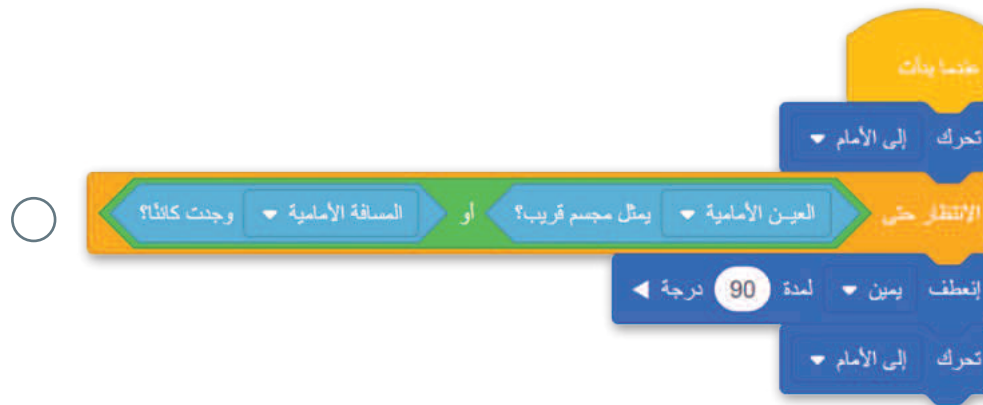 عندما بدأت
تحرك إلى الأمام
الانتظار حتى العين الأمامية يمثل مجسم قريب؟ أو المسافة الأمامية وجدت كائنًا؟
إنعطف يمين لمدة 90 درجة
تحرك إلى الأمام